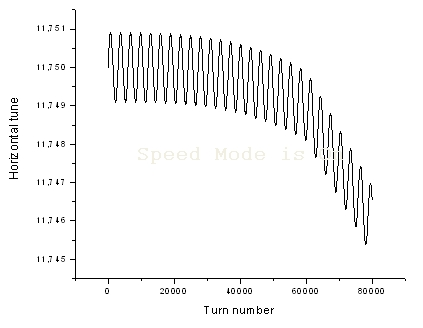 11,751
11,750
11,749
11,748
11,747
11,746
11,745
Horizontal tune
Speed Mode is
0 20000 40000 60000 80000
Turn number